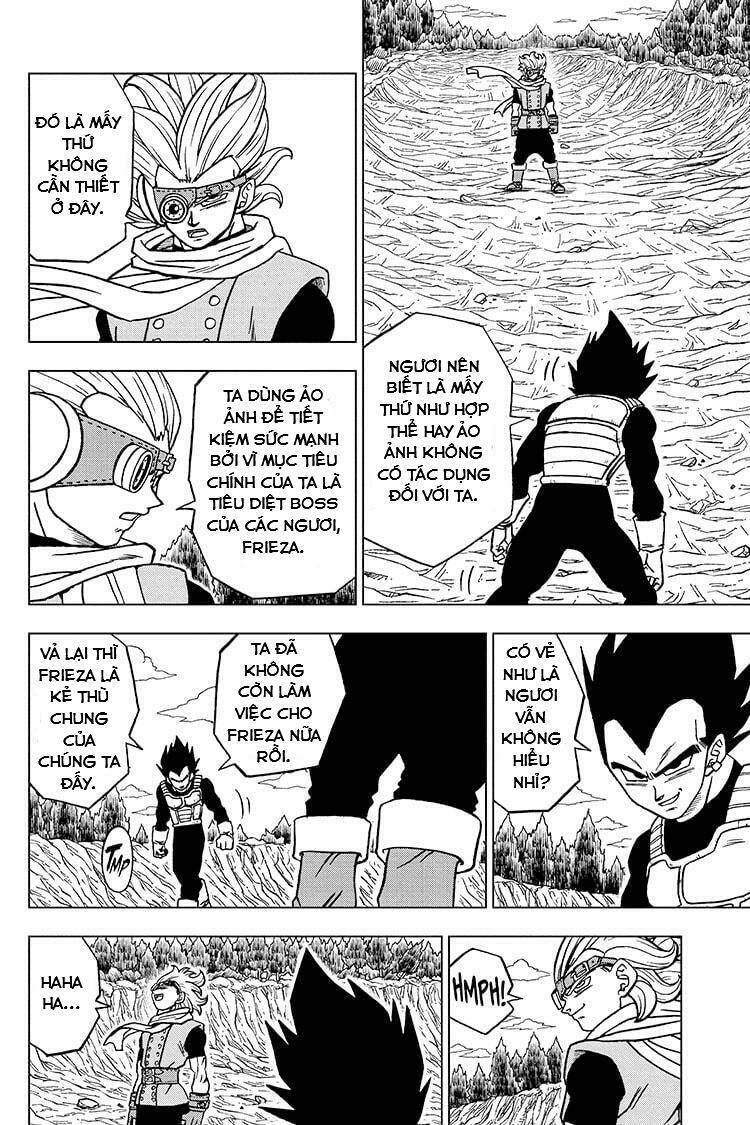 NGƯƠI NÊN
BIẾT LÀ MẤY
THỨ NHƯ HỢP
THỂ HAY ẢO
ẢNH KHÔNG
CÓ TÁC DỤNG
ĐỐI VỚI TA.
ĐÓ LÀ MẤY
THỨ
KHÔNG
CẦN THIẾT
Ở ĐÂY.
TA DÙNG ẢO
ẢNH ĐỂ TIẾT
KIỆM SỨC MẠNH
BỞI VÌ MỤC TIÊU
CHÍNH CỦA TA LÀ
TIÊU DIỆT BOSS
CỦA CÁC NGƯƠI,
FRIEZA.
CÓ VẺ
NHƯ LÀ
NGƯƠI
VẪN
KHÔNG
HIỂU
NHỈ?
TA ĐÃ
KHÔNG
CÒN LÀM
VIỆC CHO
FRIEZA NỮA
RỒI.
VẢ LẠI THÌ
FRIEZA LÀ
KẺ THÙ
CHUNG
CỦA
CHÚNG TA
ĐẤY.
TMP
HMPH!
HAHA
HA...